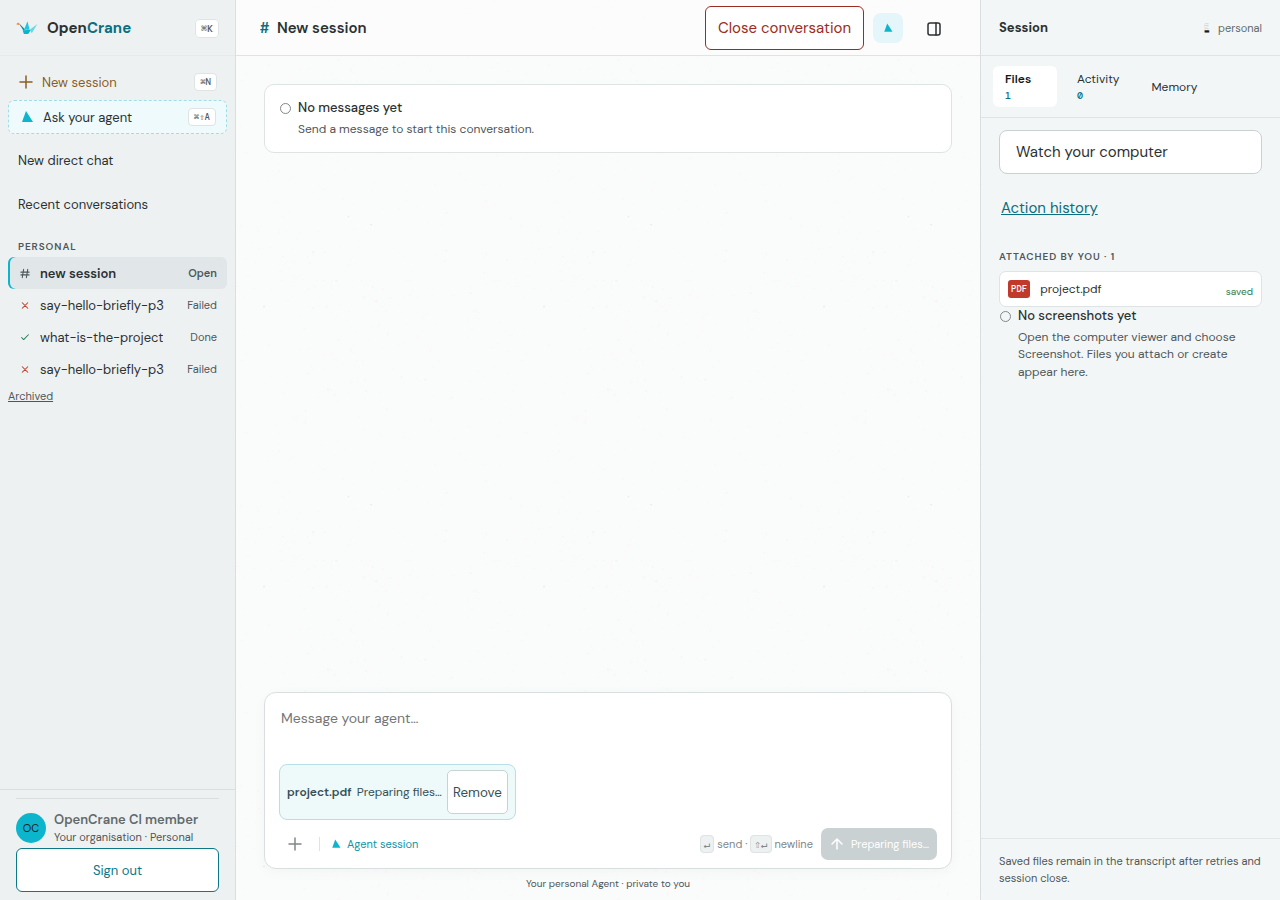 OpenCrane
⌘K
New session
⌘N
Ask your agent
⌘⇧A
New direct chat
Recent conversations
PERSONAL
# new session Open
say-hello-briefly-p3 Failed
what-is-the-project Done
say-hello-briefly-p3 Failed
Archived
OC
OpenCrane CI member
Your organisation · Personal
Sign out
# New session
Close conversation
No messages yet
Send a message to start this conversation.
Message your agent…
project.pdf Preparing files… Remove
Agent session
↵ send · ⇧↵ newline
Preparing files…
Your personal Agent · private to you
Session
personal
Files
1
Activity
0
Memory
Watch your computer
Action history
ATTACHED BY YOU · 1
PDF project.pdf saved
No screenshots yet
Open the computer viewer and choose
Screenshot. Files you attach or create
appear here.
Saved files remain in the transcript after retries and
session close.